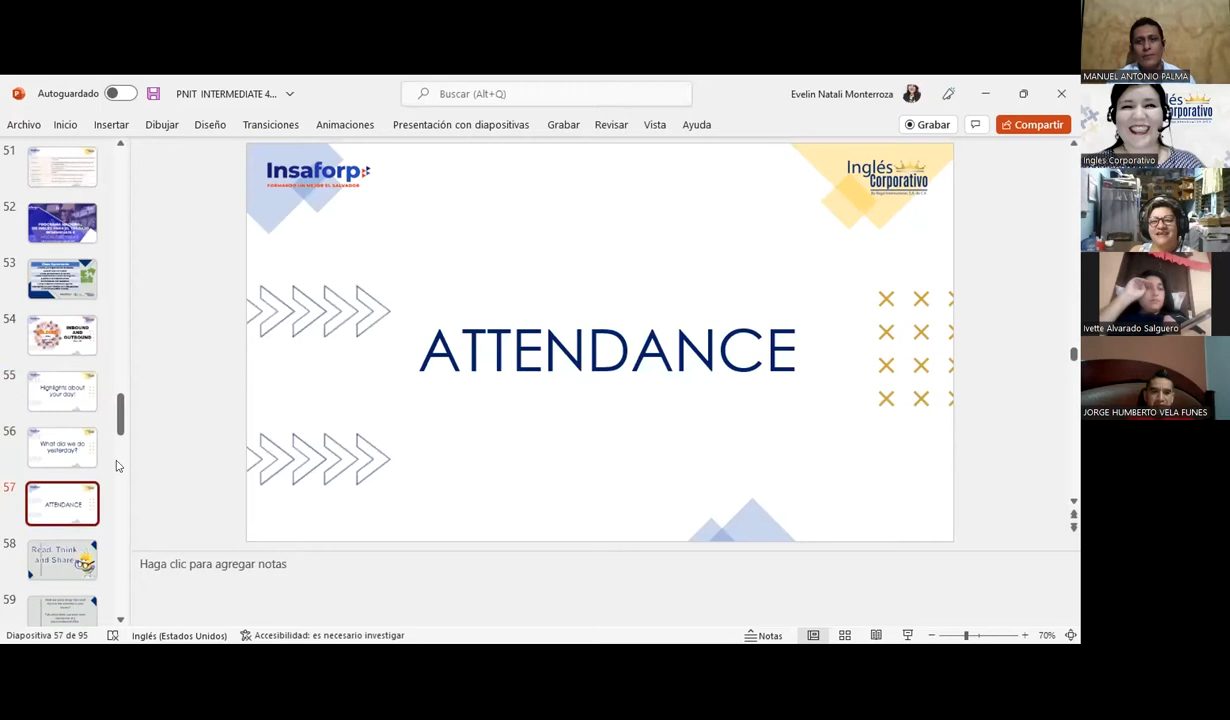 Autoguardado
PNIT INTERMEDIATE 4...
Buscar (Alt+Q)
Evelin Natali Monterroza
Archivo Inicio Insertar Dibujar Diseño Transiciones Animaciones Presentación con diapositivas Grabar Revisar Vista Ayuda
Grabar
Compartir
51
52
53
54
INBOUND
AND
OUTBOUND
55
Highlights about
your day!
56
What did we do
yesterday?
57
ATTENDANCE
58
Read, Think
and Share
59
Insaforp
FORMANDO UN MEJOR EL SALVADOR
Inglés
Corporativo
ATTENDANCE
Haga clic para agregar notas
Diapositiva 57 de 95
Inglés (Estados Unidos)
Accesibilidad: es necesario investigar
Notas
70%
MANUEL ANTONIO PALMA
Corporativo
Ingles Corporativo
Ivette Alvarado Salguero
JORGE HUMBERTO VELA FUNES